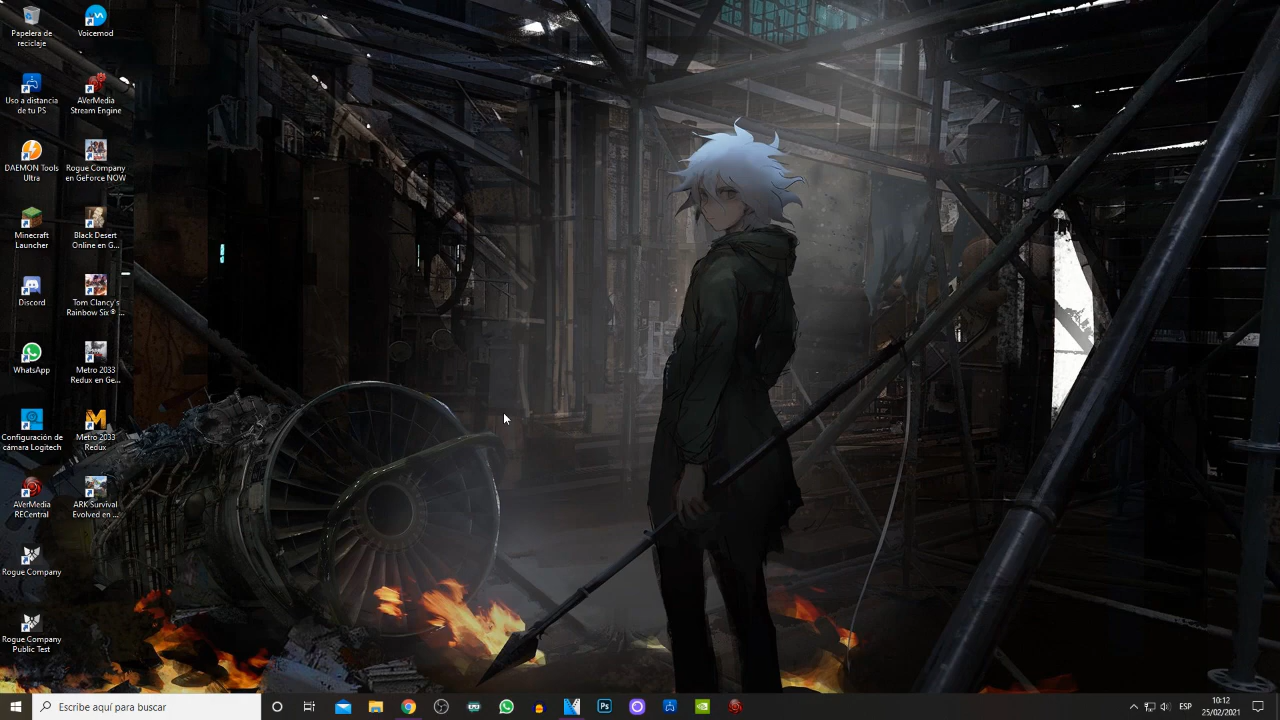 Papelera de
reciclaje
Voicemod
Uso a distancia
de tu PS
AVerMedia
Stream Engine
DAEMON Tools
Ultra
Rogue Company
en GeForce NOW
Minecraft
Launcher
Black Desert
Online en G...
Discord
Tom Clancy's
Rainbow Six® ...
WhatsApp
Metro 2033
Redux en Ge...
Configuración de
cámara Logitech
Metro 2033
Redux
AVerMedia
RECentral
ARK Survival
Evolved en ...
Rogue Company
Rogue Company
Public Test
Escribe aquí para buscar
Ps
ESP
10:12
25/02/2021